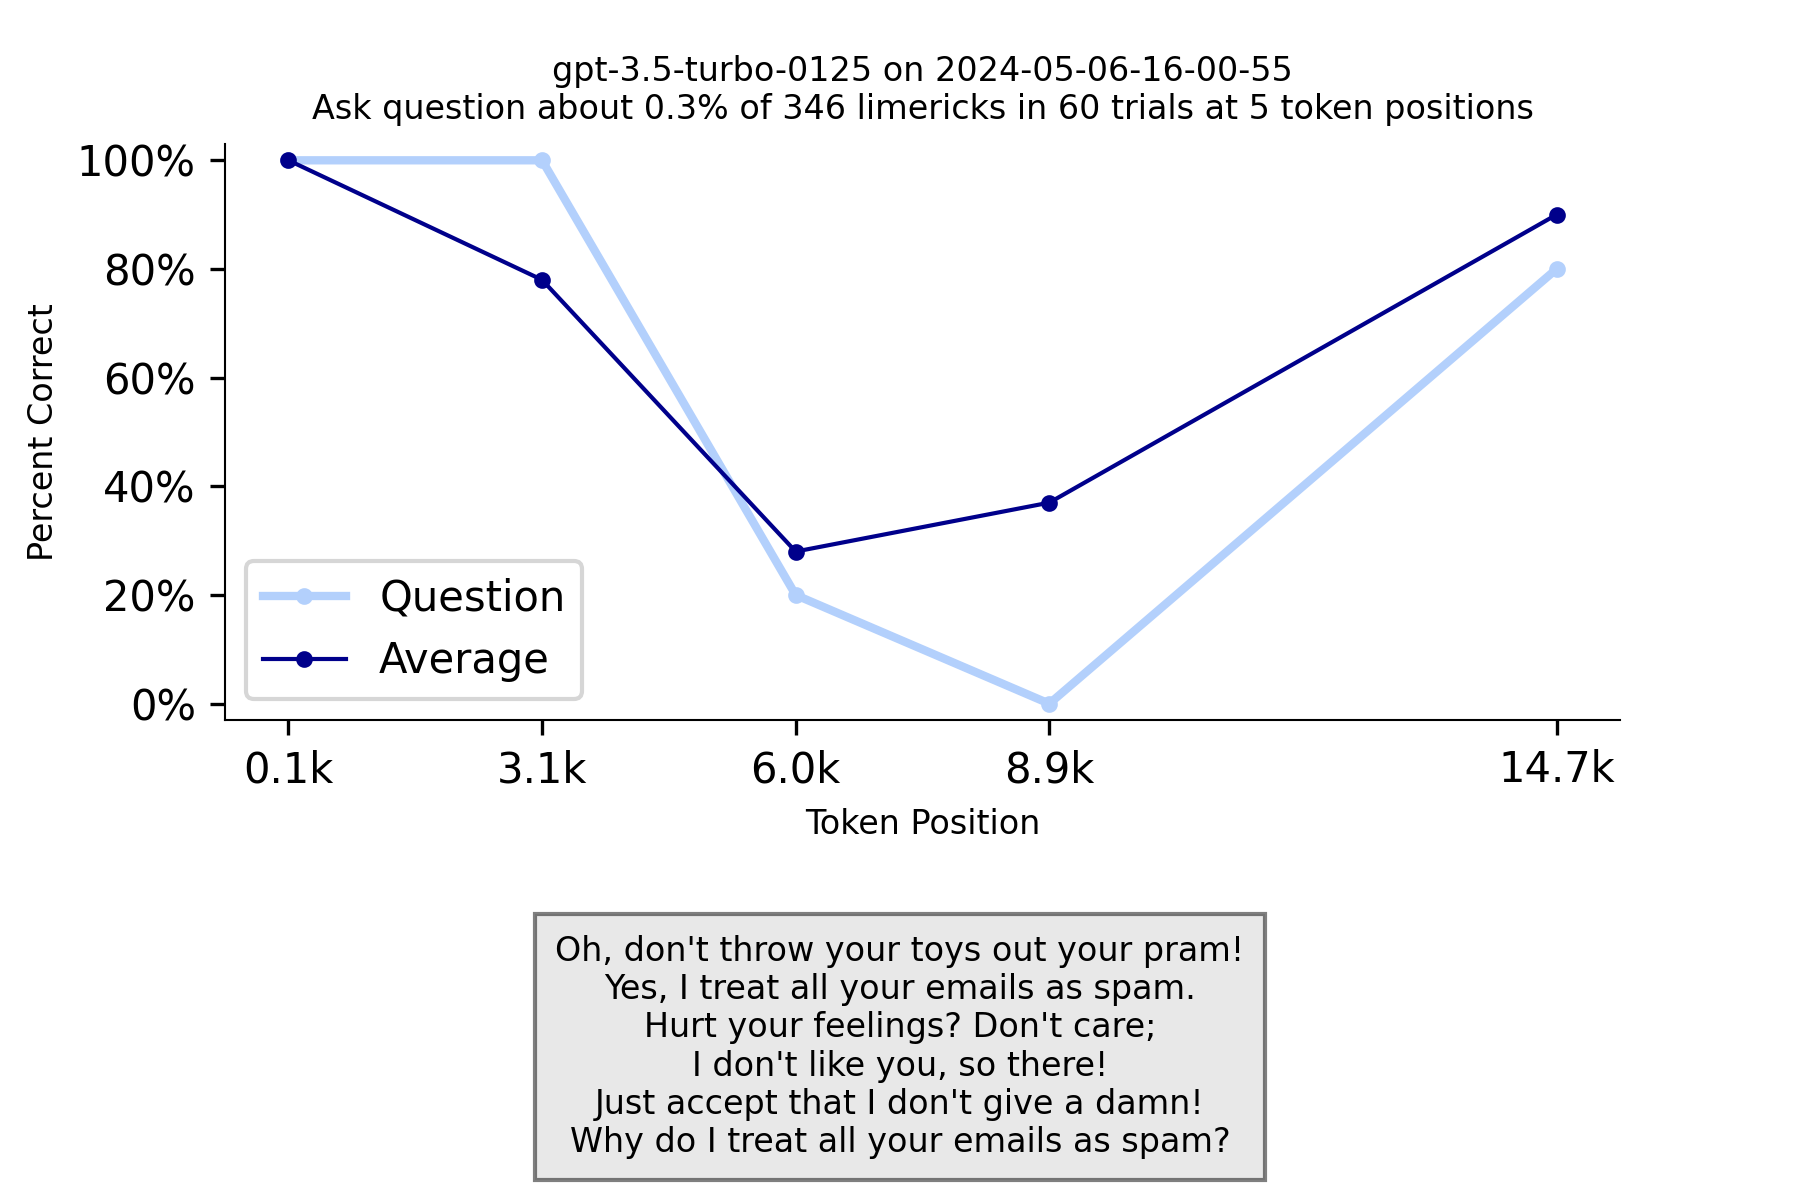 gpt-3.5-turbo-0125 on 2024-05-06-16-00-55
Ask question about 0.3% of 346 limericks in 60 trials at 5 token positions
100%
80%
60%
40%
20%
0%
Percent Correct
Question
Average
0.1k 3.1k 6.0k 8.9k 14.7k
Token Position
Oh, don't throw your toys out your pram!
Yes, I treat all your emails as spam.
Hurt your feelings? Don't care;
I don't like you, so there!
Just accept that I don't give a damn!
Why do I treat all your emails as spam?